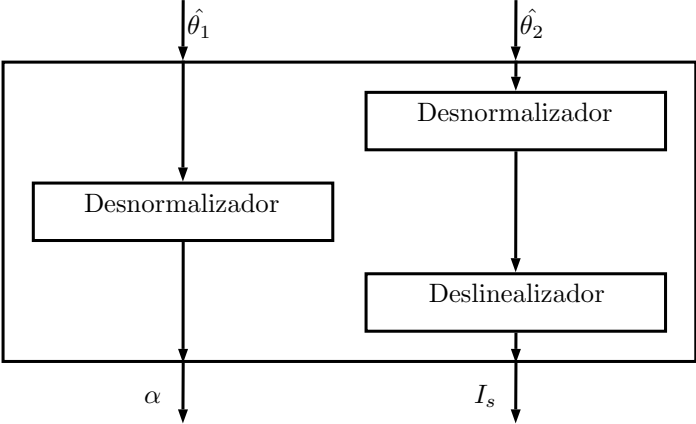 θ̂₁ θ̂₂
Desnormalizador
Desnormalizador
Deslinealizador
α I_s